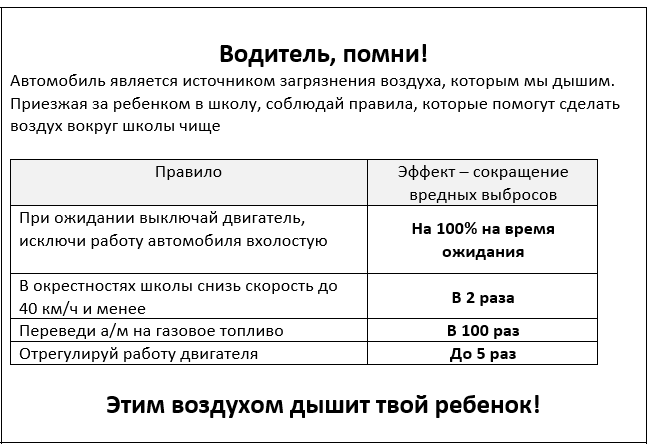 Водитель, помни!
Автомобиль является источником загрязнения воздуха, которым мы дышим.
Приезжая за ребенком в школу, соблюдай правила, которые помогут сделать
воздух вокруг школы чище
Правило
Эффект – сокращение
вредных выбросов
При ожидании выключай двигатель,
исключи работу автомобиля вхолостую
На 100% на время
ожидания
В окрестностях школы снизь скорость до
40 км/ч и менее
В 2 раза
Переведи а/м на газовое топливо
В 100 раз
Отрегулируй работу двигателя
До 5 раз
Этим воздухом дышит твой ребенок!